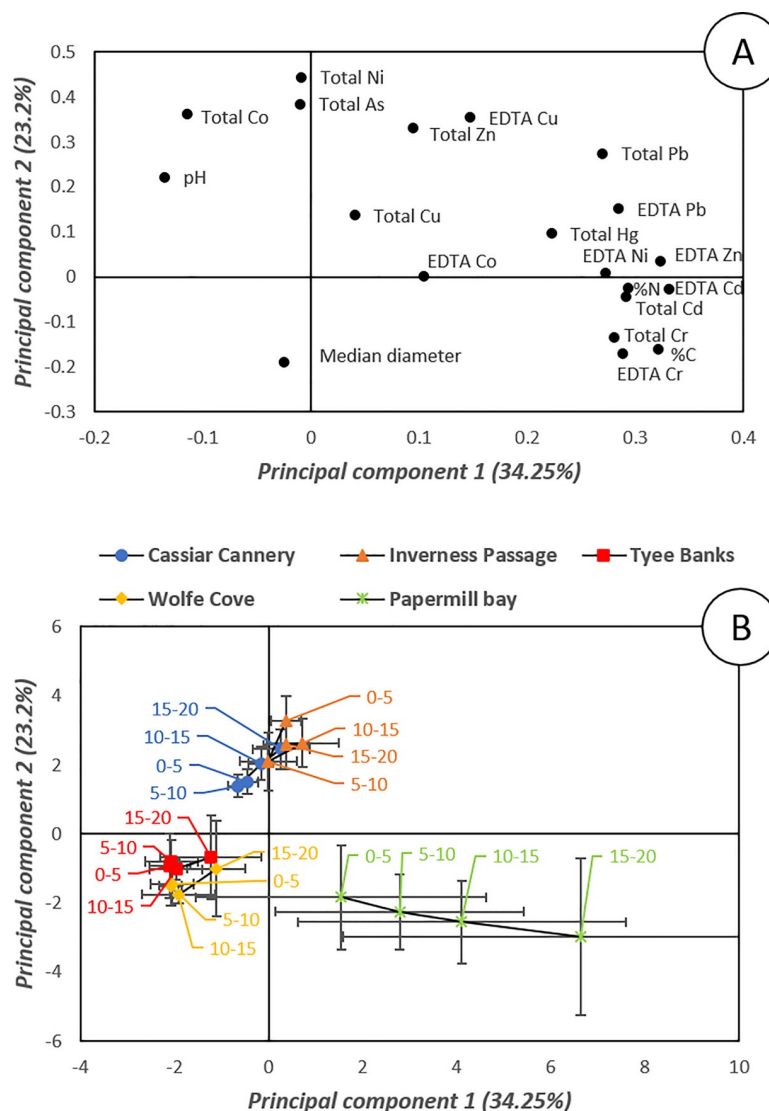 A
Principal component 2 (23.2%)
0.5
0.4
0.3
0.2
0.1
0
-0.1
-0.2
-0.3
Total Ni
Total As
Total Co
EDTA Cu
Total Zn
Total Pb
pH
EDTA Pb
Total Cu
Total Hg
EDTA Ni
EDTA Zn
EDTA Co
%N
EDTA Cd
Total Cd
Total Cr
%C
EDTA Cr
Median diameter
-0.2
-0.1
0
0.1
0.2
0.3
0.4
Principal component 1 (34.25%)
Cassiar Cannery
Inverness Passage
Tyee Banks
Wolfe Cove
Papermill bay
B
Principal component 2 (23.2%)
6
4
2
0
-2
-4
-6
15-20
10-15
0-5
5-10
0-5
10-15
15-20
5-10
15-20
5-10
0-5
10-15
15-20
0-5
5-10
10-15
0-5
5-10
10-15
15-20
-4
-2
0
2
4
6
8
10
Principal component 1 (34.25%)